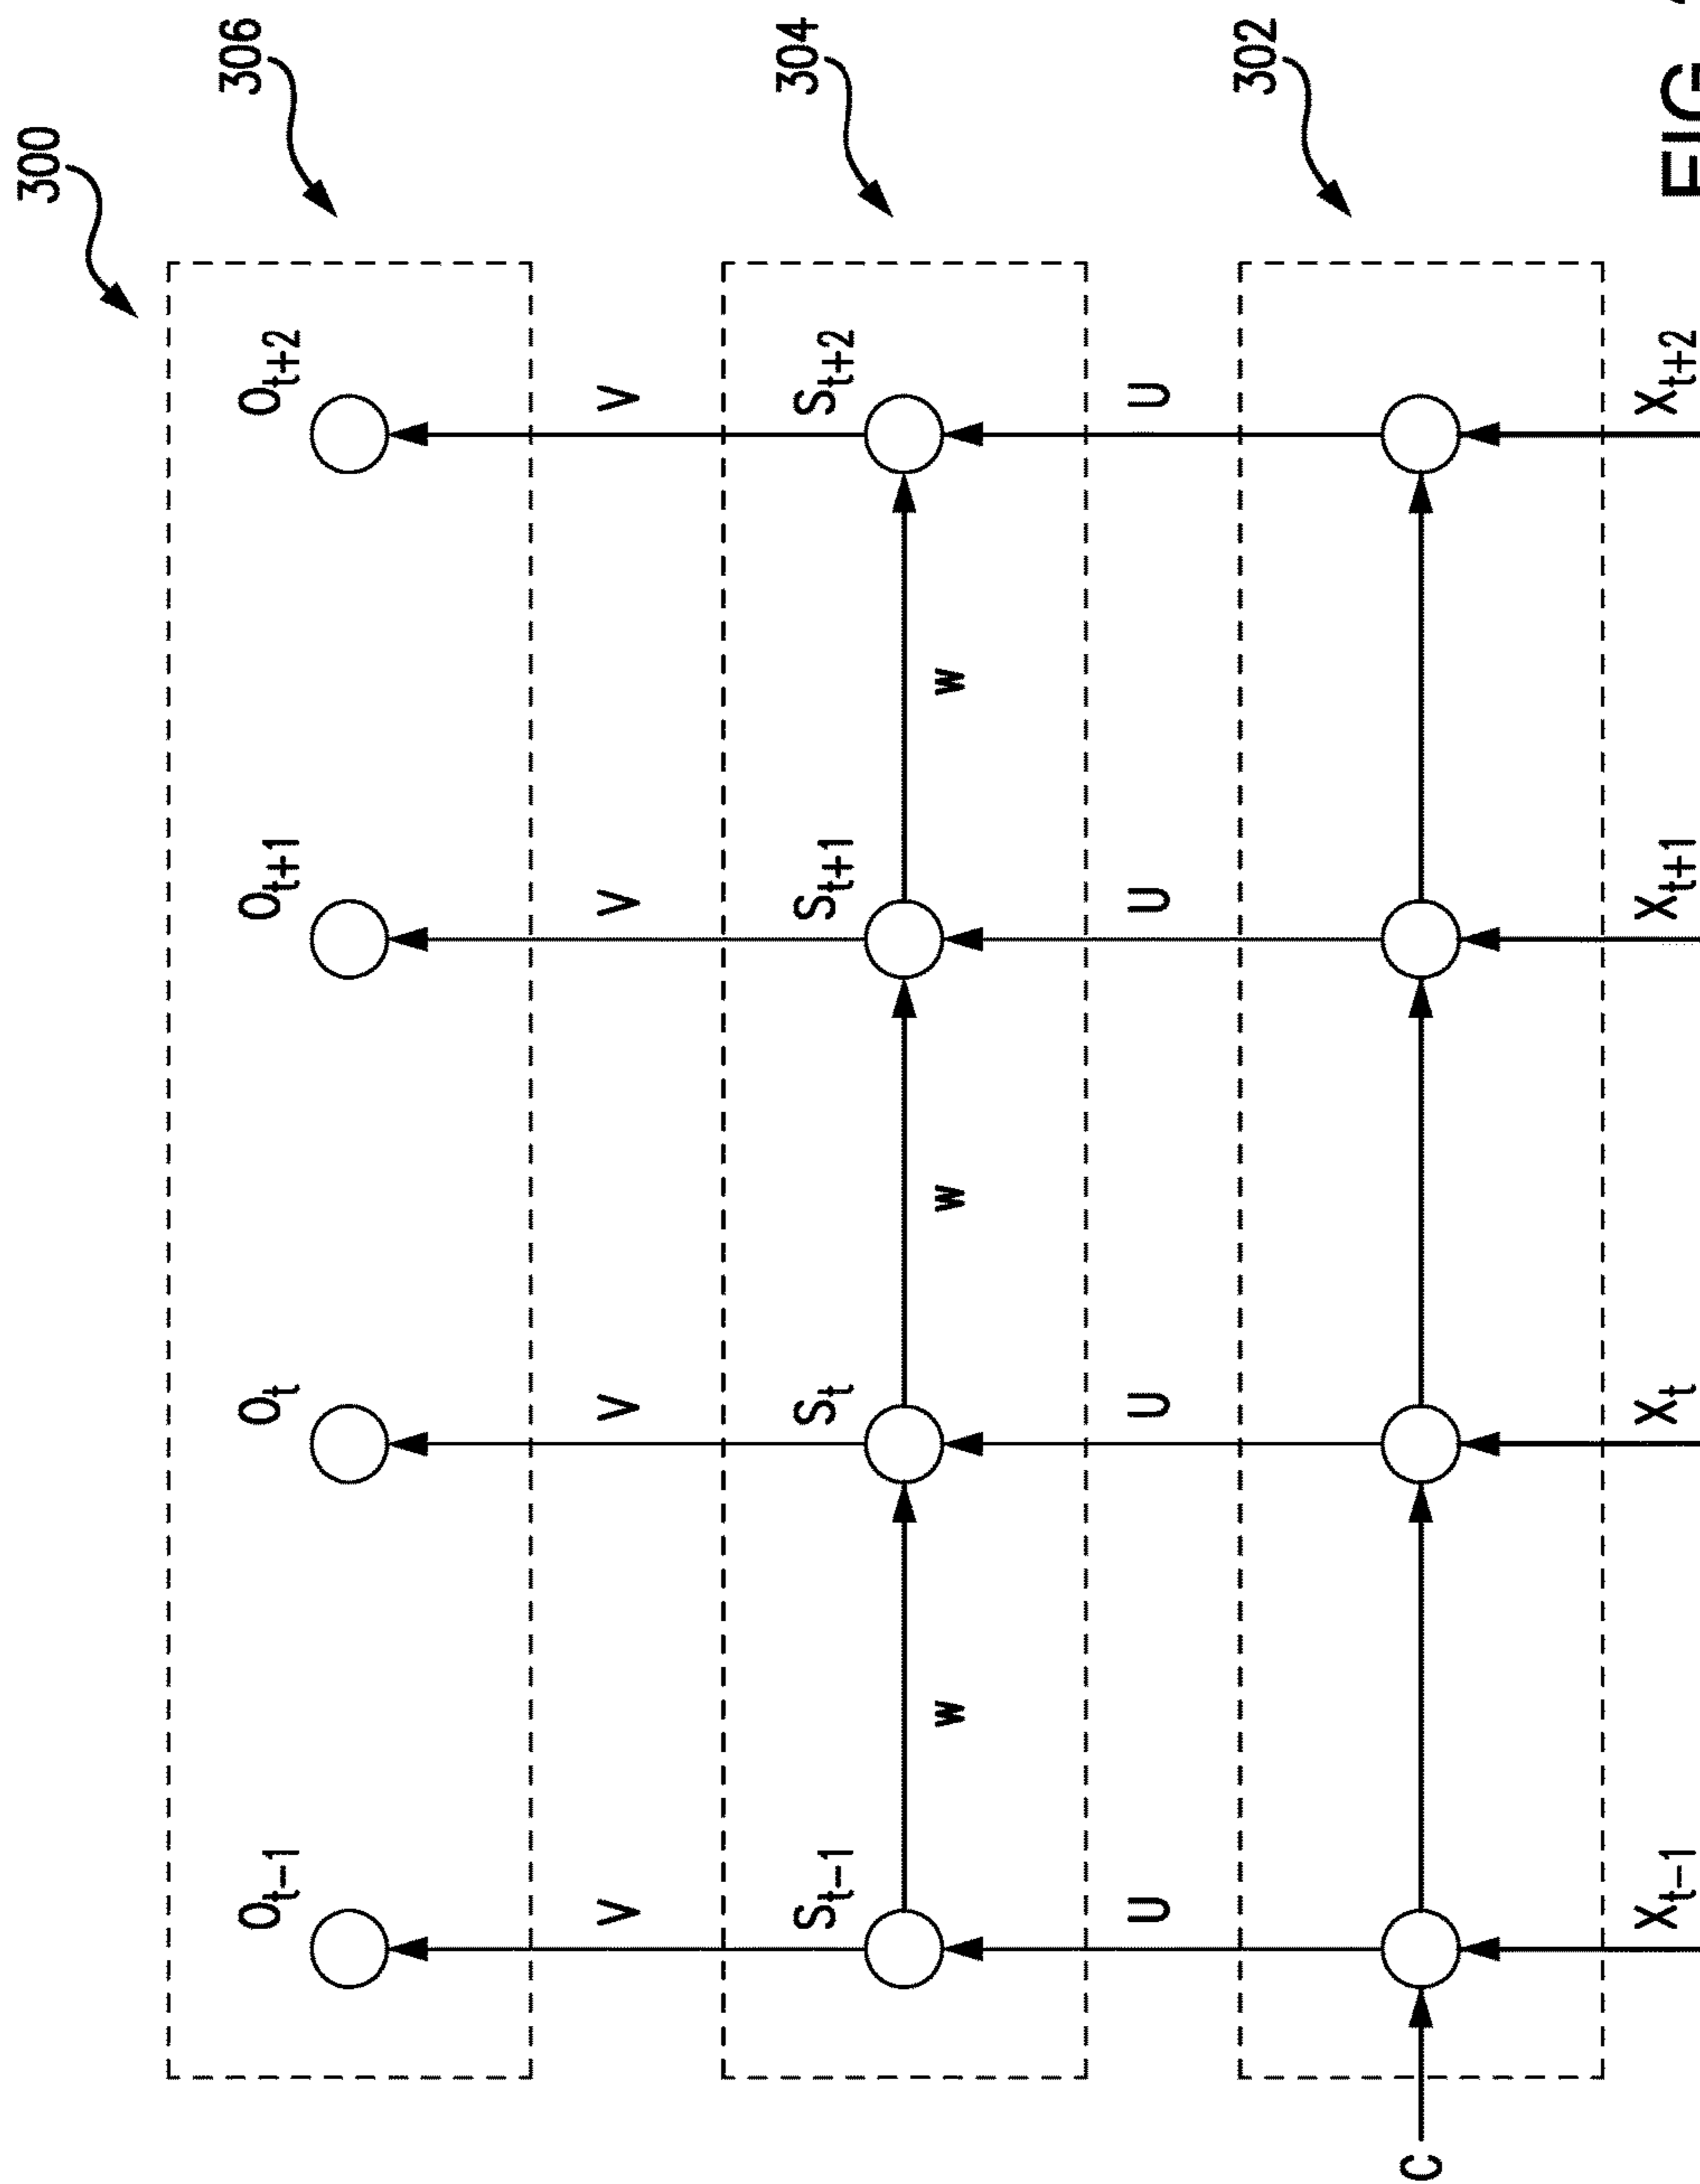 300
306
O_{t-1} O_t O_{t+1} O_{t+2}
V V V V
304
S_{t-1} S_t S_{t+1} S_{t+2}
w w w
U U U U
302
C
X_{t-1} X_t X_{t+1} X_{t+2}
FIG